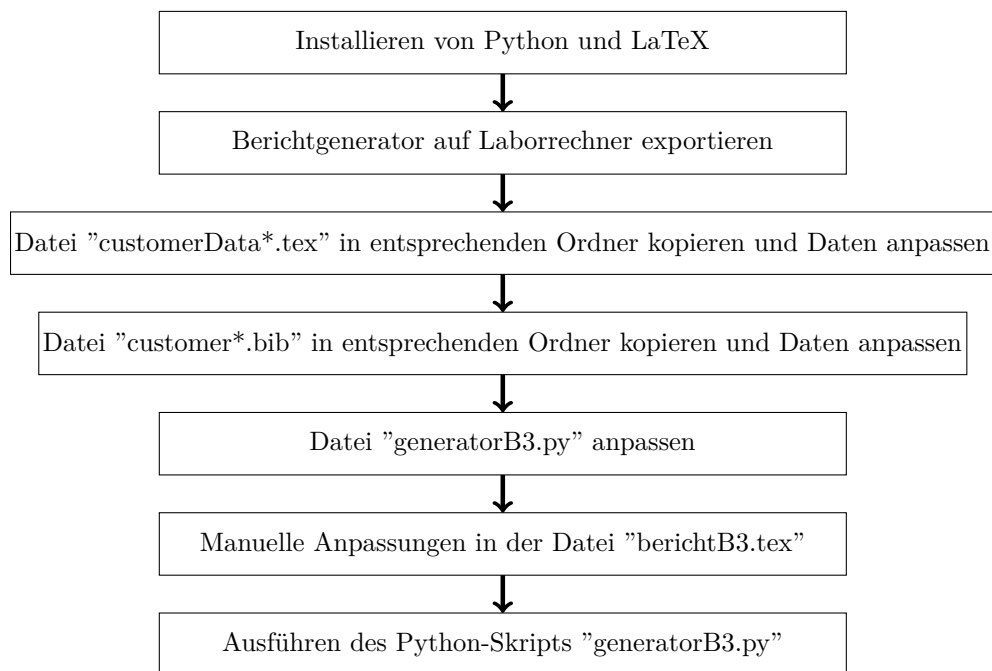 Installieren von Python und LaTeX
Berichtgenerator auf Laborrechner exportieren
Datei ”customerData*.tex” in entsprechenden Ordner kopieren und Daten anpassen
Datei ”customer*.bib” in entsprechenden Ordner kopieren und Daten anpassen
Datei ”generatorB3.py” anpassen
Manuelle Anpassungen in der Datei ”berichtB3.tex”
Ausführen des Python-Skripts ”generatorB3.py”